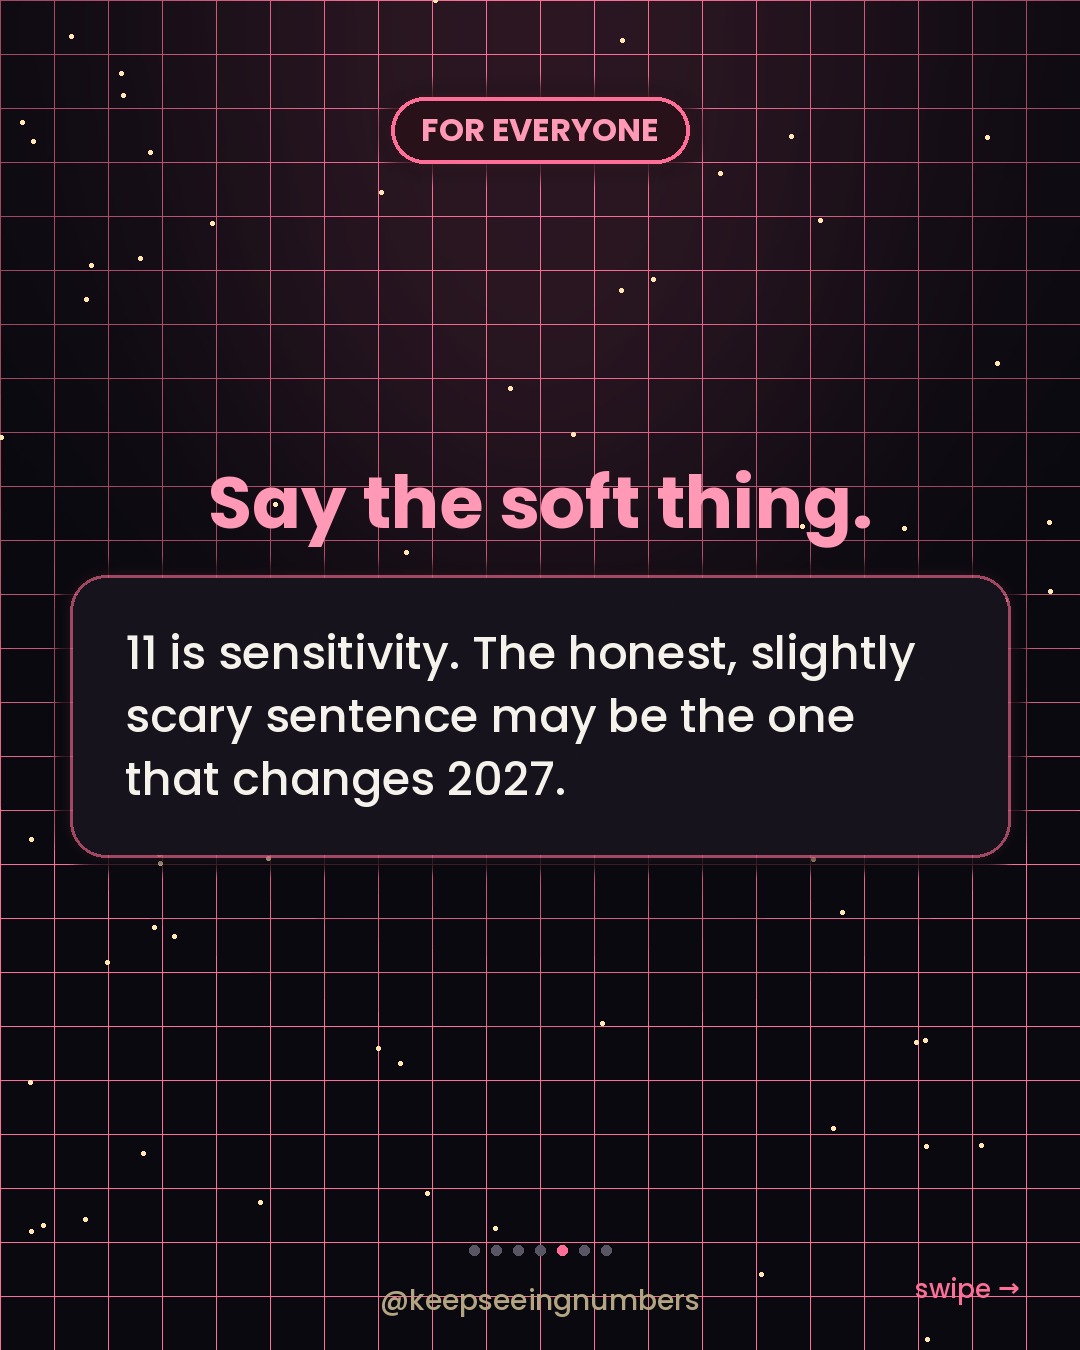 FOR EVERYONE
Say the soft thing.
11 is sensitivity. The honest, slightly
scary sentence may be the one
that changes 2027.
@keepseeingnumbers
swipe →